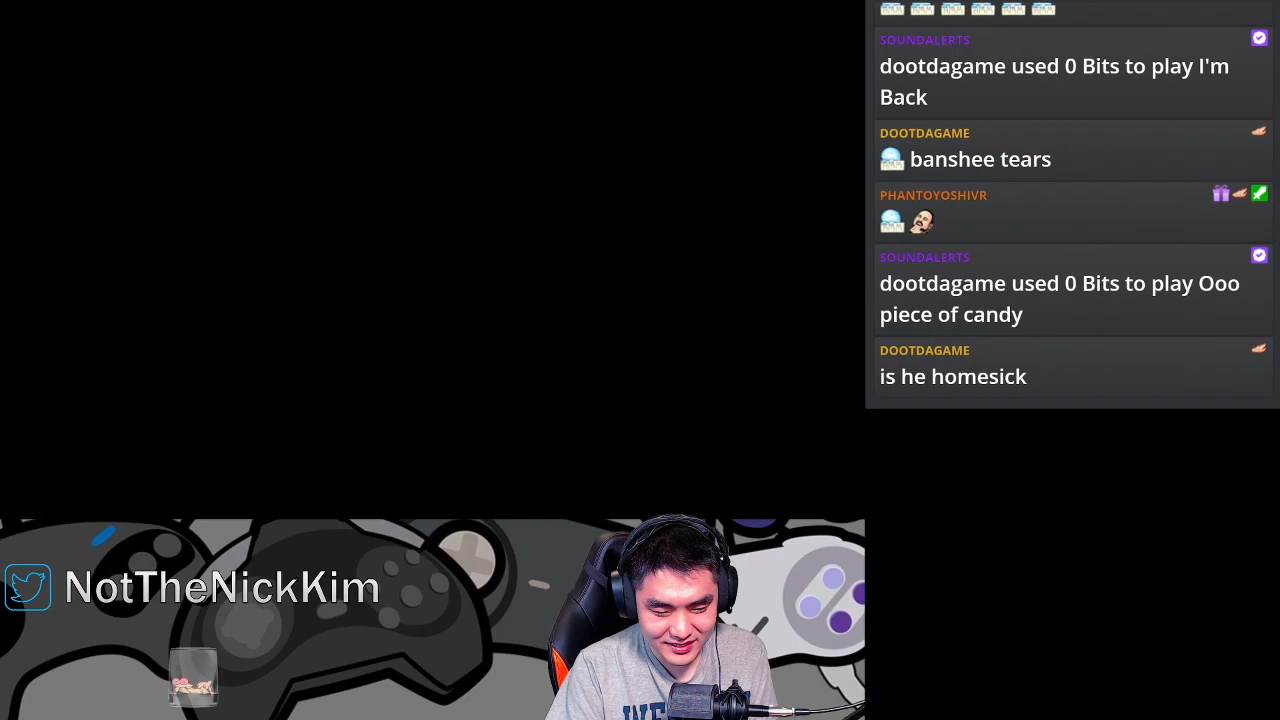 SOUNDALERTS
dootdagame used 0 Bits to play I'm
Back
DOOTDAGAME
banshee tears
PHANTOYOSHIVR
SOUNDALERTS
dootdagame used 0 Bits to play Ooo
piece of candy
DOOTDAGAME
is he homesick
NotTheNickKim